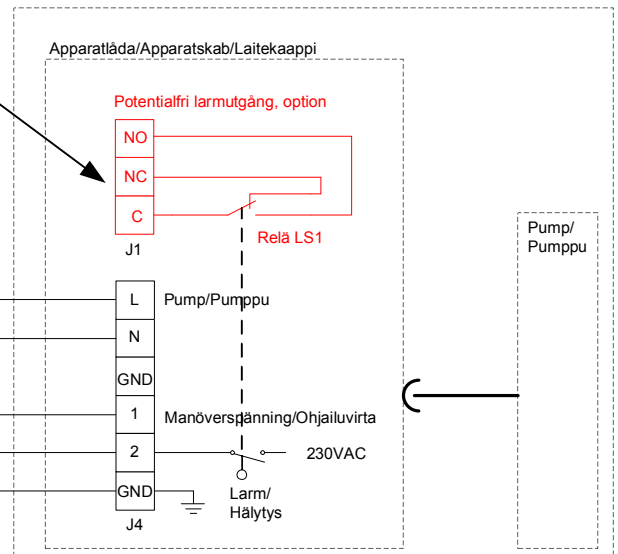 Apparatlåda/Apparatskab/Laitekaappi
Potentialfri larmutgång, option
NO
NC
C
Relä LS1
J1
Pump/
Pumppu
L
Pump/Pumppu
N
GND
1
Manöverspänning/Ohjailuvirta
2
230VAC
GND
Larm/
Hälytys
J4